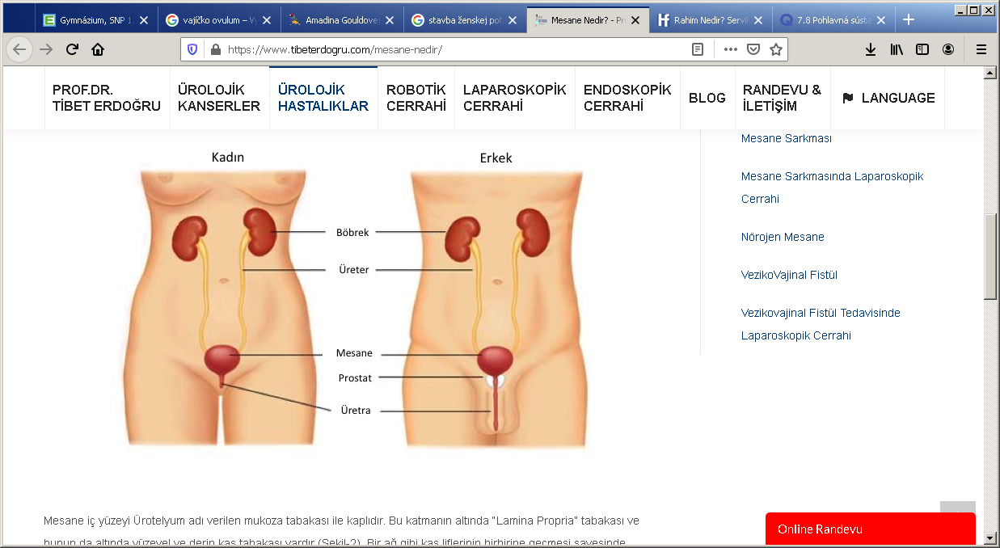 Gymnázium, SNP 1,
vajíčko ovulum – Vy
Amadina Gouldovej
stavba ženskej poh
Mesane Nedir? - Pro
Rahim Nedir? Servi
7.8 Pohlavná sústa
https://www.tibeterdogru.com/mesane-nedir/
PROF.DR.
TİBET ERDOĞRU
ÜROLOJİK
KANSERLER
ÜROLOJİK
HASTALIKLAR
ROBOTİK
CERRAHİ
LAPAROSKOPİK
CERRAHİ
ENDOSKOPİK
CERRAHİ
BLOG
RANDEVU &
İLETİŞİM
LANGUAGE
Kadın
Erkek
Böbrek
Üreter
Mesane
Prostat
Üretra
Mesane Sarkması
Mesane Sarkmasında Laparoskopik
Cerrahi
Nörojen Mesane
VezikoVajinal Fistül
Vezikovajinal Fistül Tedavisinde
Laparoskopik Cerrahi
Mesane iç yüzeyi Ürotelyum adı verilen mukoza tabakası ile kaplıdır. Bu katmanın altında "Lamina Propria" tabakası ve
bunun da altında yüzeyel ve derin kas tabakası vardır (Şekil-2). Bir ağ gibi kas liflerinin birbirine geçmesi sayesinde
Online Randevu